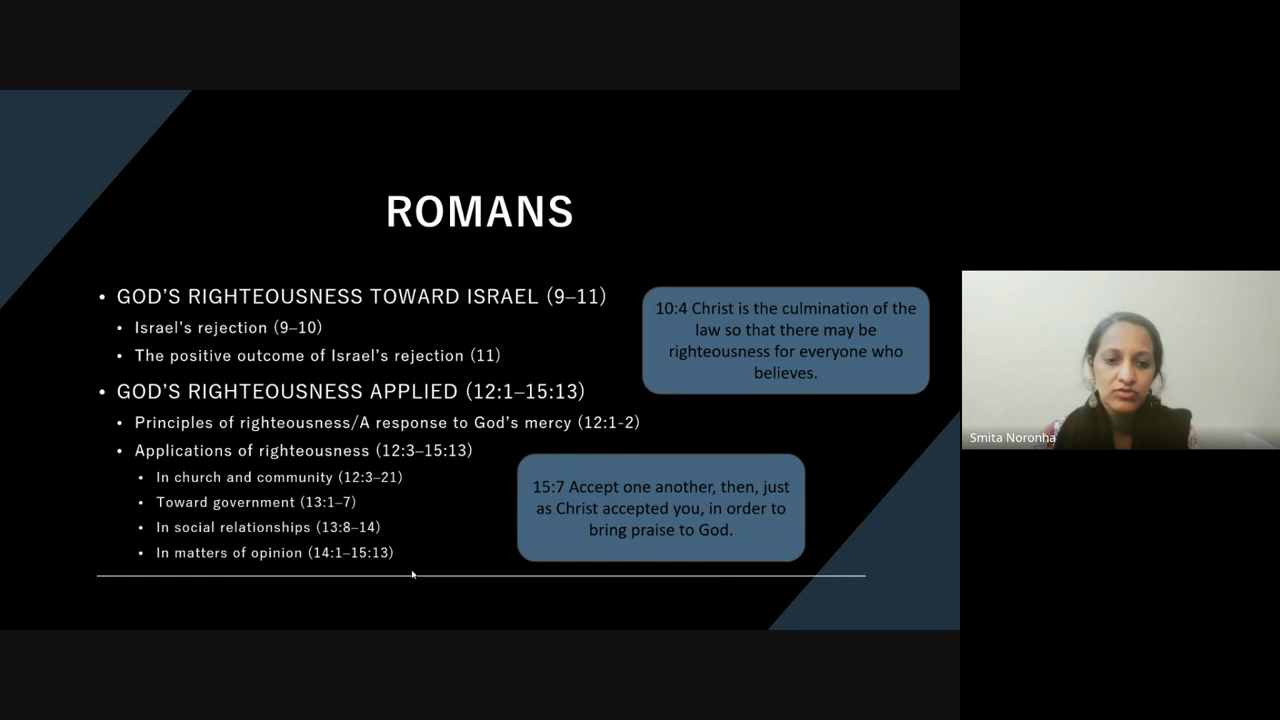 ROMANS
• GOD'S RIGHTEOUSNESS TOWARD ISRAEL (9–11)
• Israel's rejection (9–10)
• The positive outcome of Israel's rejection (11)
• GOD'S RIGHTEOUSNESS APPLIED (12:1–15:13)
• Principles of righteousness/A response to God's mercy (12:1-2)
• Applications of righteousness (12:3–15:13)
• In church and community (12:3–21)
• Toward government (13:1–7)
• In social relationships (13:8–14)
• In matters of opinion (14:1–15:13)
10:4 Christ is the culmination of the
law so that there may be
righteousness for everyone who
believes.
15:7 Accept one another, then, just
as Christ accepted you, in order to
bring praise to God.
Smita Noronha